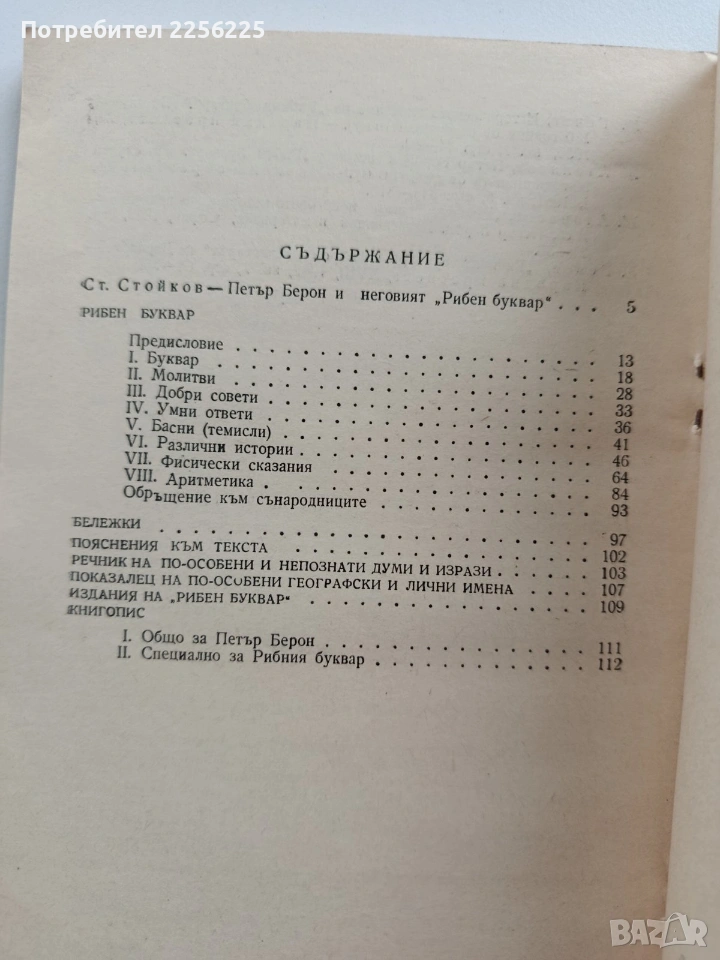 Потребител 2256225
СЪДЪРЖАНИЕ
Ст. Стойков — Петър Берон и неговият „Рибен буквар“ . . . 5
РИБЕН БУКВАР
Предисловие . . . . . . . . . . . . . . . . 13
I. Буквар . . . . . . . . . . . . . . . . 18
II. Молитви . . . . . . . . . . . . . . . . 28
III. Добри совети . . . . . . . . . . . . . . 33
IV. Умни ответи . . . . . . . . . . . . . . 36
V. Басни (темисли) . . . . . . . . . . . . . 41
VI. Различни истории . . . . . . . . . . . . 46
VII. Фисически сказания . . . . . . . . . . . 64
VIII. Аритметика . . . . . . . . . . . . . . 84
Обръщение към сънародниците . . . . . . . . . 93
БЕЛЕЖКИ . . . . . . . . . . . . . . . . 97
ПОЯСНЕНИЯ КЪМ ТЕКСТА . . . . . . . . . . . . 102
РЕЧНИК НА ПО-ОСОБЕНИ И НЕПОЗНАТИ ДУМИ И ИЗРАЗИ . . . . 103
ПОКАЗАЛЕЦ НА ПО-ОСОБЕНИ ГЕОГРАФСКИ И ЛИЧНИ ИМЕНА . . . . 107
ИЗДАНИЯ НА „РИБЕН БУКВАР“ . . . . . . . . . . . 109
КНИГОПИС
I. Общо за Петър Берон . . . . . . . . . . . 111
II. Специално за Рибния буквар . . . . . . . . 112
BAZAR